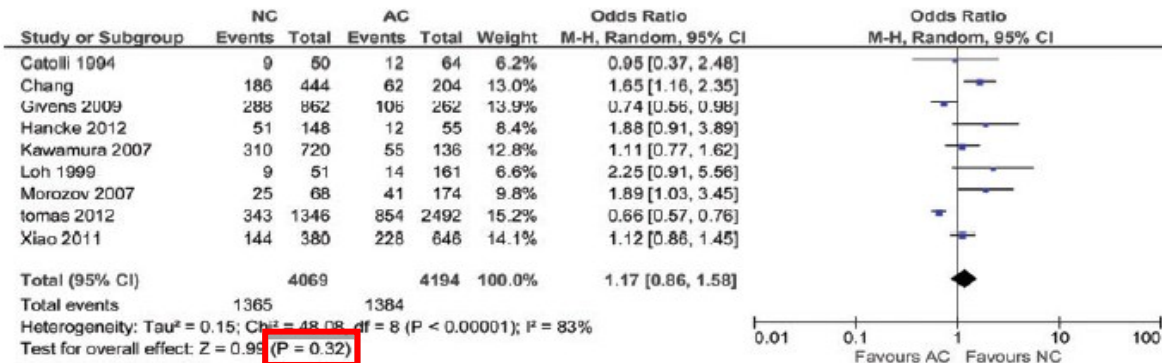 NC AC Odds Ratio Odds Ratio
Study or Subgroup Events Total Events Total Weight M-H, Random, 95% CI M-H, Random, 95% CI
Catolli 1994 9 50 12 64 6.2% 0.95 [0.37, 2.48]
Chang 186 444 62 204 13.0% 1.65 [1.16, 2.35]
Givens 2009 288 862 106 262 13.9% 0.74 [0.56, 0.98]
Hancke 2012 51 148 12 55 8.4% 1.88 [0.91, 3.89]
Kawamura 2007 310 720 55 136 12.8% 1.11 [0.77, 1.62]
Loh 1999 9 51 14 161 6.6% 2.25 [0.91, 5.56]
Morozov 2007 25 68 41 174 9.8% 1.89 [1.03, 3.45]
tomas 2012 343 1346 854 2492 15.2% 0.66 [0.57, 0.76]
Xiao 2011 144 380 228 646 14.1% 1.12 [0.86, 1.45]
Total (95% CI) 4069 4194 100.0% 1.17 [0.86, 1.58]
Total events 1365 1384
Heterogeneity: Tau² = 0.15; Chi² = 48.08, df = 8 (P < 0.00001); I² = 83%
Test for overall effect: Z = 0.99 (P = 0.32)
0.01 0.1 1 10 100
Favours AC Favours NC